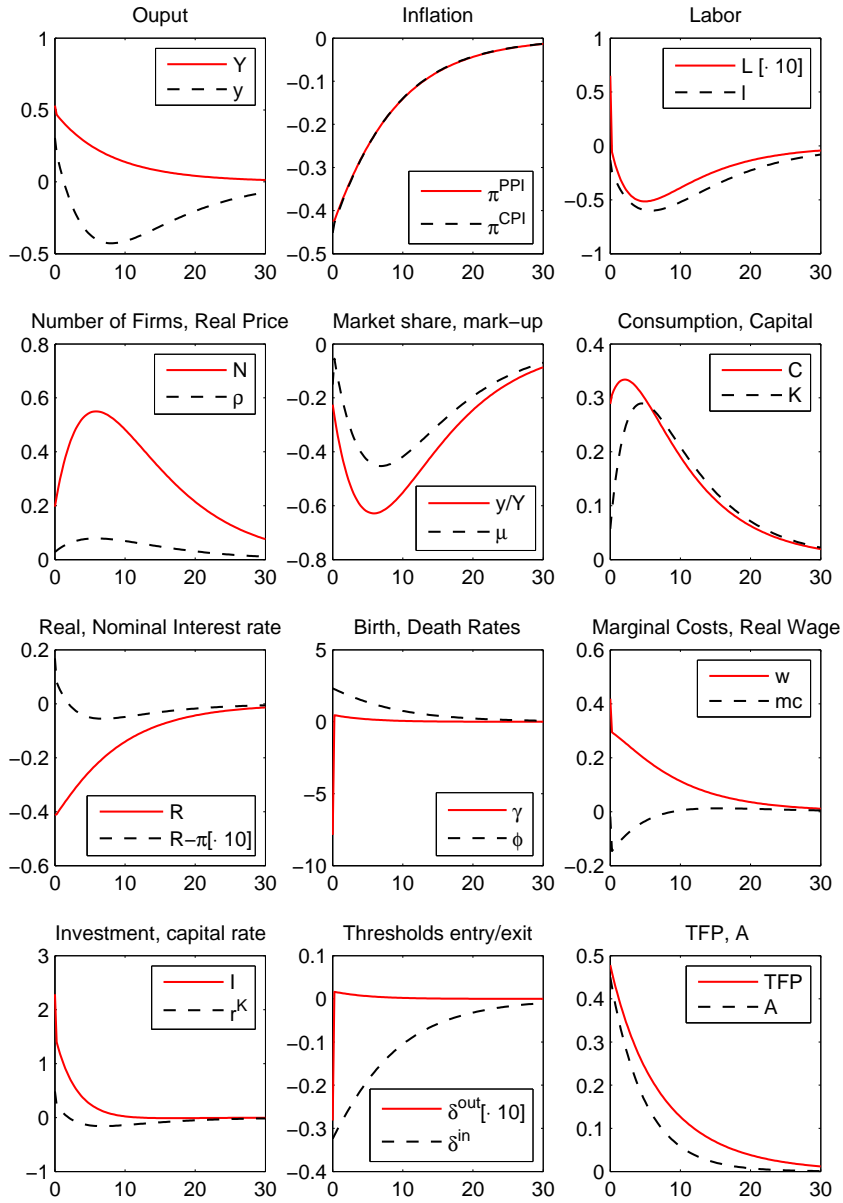 Ouput
1
0.5
0
−0.5
0 10 20 30
Y
y
Inflation
0
−0.1
−0.2
−0.3
−0.4
−0.5
0 10 20 30
π^PPI
π^CPI
Labor
1
0.5
0
−0.5
−1
0 10 20 30
L [· 10]
l
Number of Firms, Real Price
0.8
0.6
0.4
0.2
0
0 10 20 30
N
ρ
Market share, mark−up
0
−0.2
−0.4
−0.6
−0.8
0 10 20 30
y/Y
μ
Consumption, Capital
0.4
0.3
0.2
0.1
0
0 10 20 30
C
K
Real, Nominal Interest rate
0.2
0
−0.2
−0.4
−0.6
0 10 20 30
R
R−π[· 10]
Birth, Death Rates
5
0
−5
−10
0 10 20 30
γ
ϕ
Marginal Costs, Real Wage
0.6
0.4
0.2
0
−0.2
0 10 20 30
w
mc
Investment, capital rate
3
2
1
0
−1
0 10 20 30
I
r^K
Thresholds entry/exit
0.1
0
−0.1
−0.2
−0.3
−0.4
0 10 20 30
δ^out[· 10]
δ^in
TFP, A
0.5
0.4
0.3
0.2
0.1
0
0 10 20 30
TFP
A